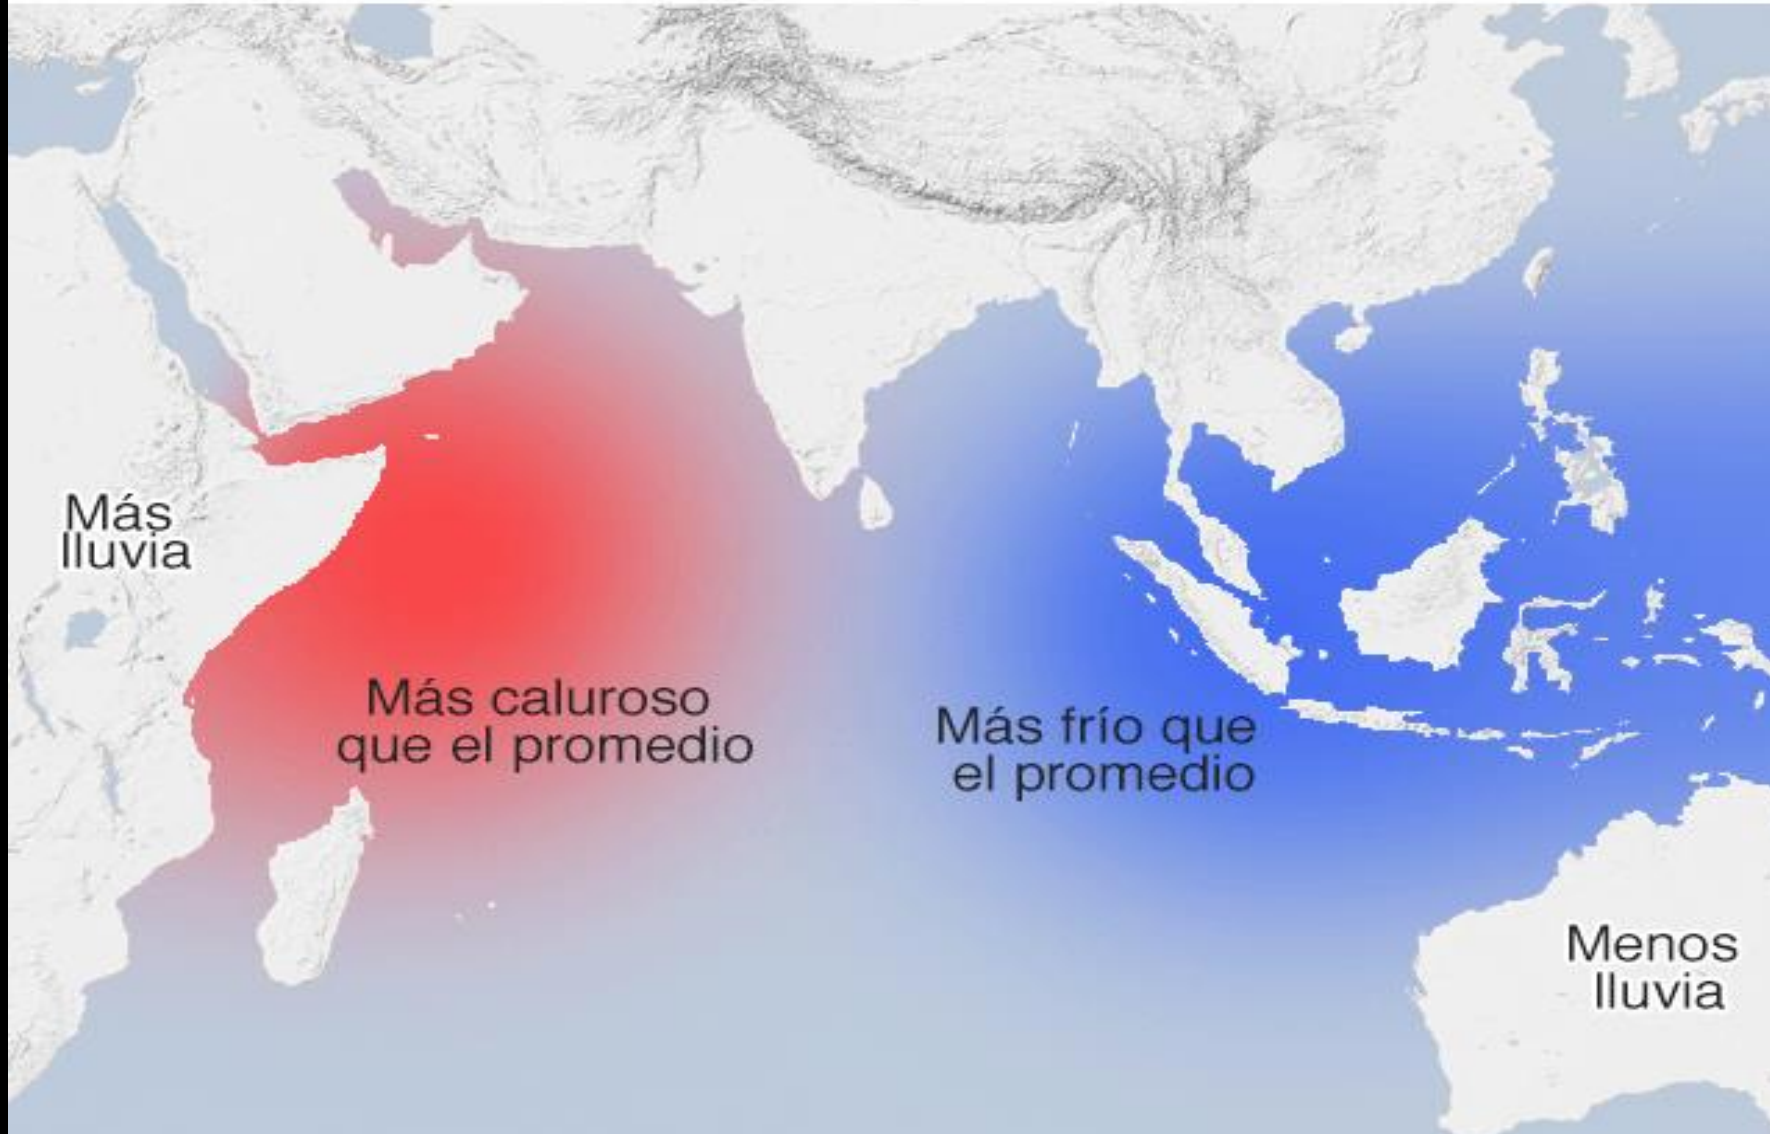 Más
lluvia
Más caluroso
que el promedio
Más frío que
el promedio
Menos
lluvia